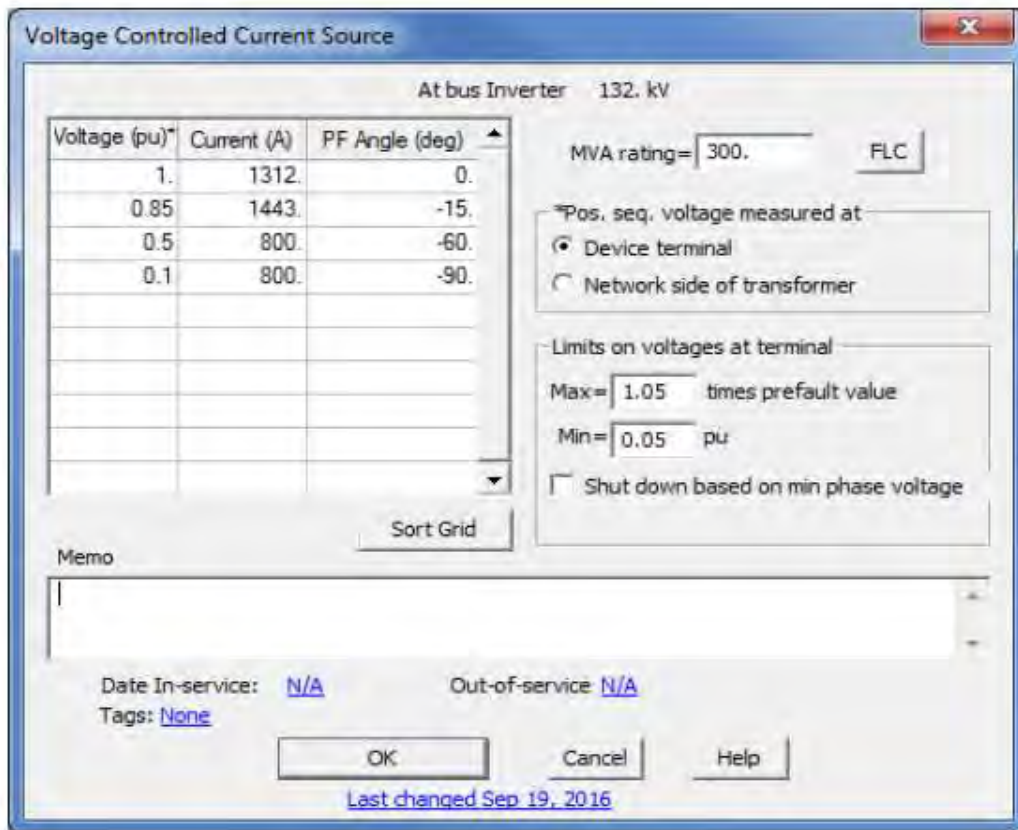 Voltage Controlled Current Source
At bus Inverter 132. kV
Voltage (pu)* Current (A) PF Angle (deg)
1. 1312. 0.
0.85 1443. -15.
0.5 800. -60.
0.1 800. -90.
Sort Grid
MVA rating= 300. FLC
*Pos. seq. voltage measured at
Device terminal
Network side of transformer
Limits on voltages at terminal
Max= 1.05 times prefault value
Min= 0.05 pu
Shut down based on min phase voltage
Memo
Date In-service: N/A Out-of-service N/A
Tags: None
OK Cancel Help
Last changed Sep 19, 2016